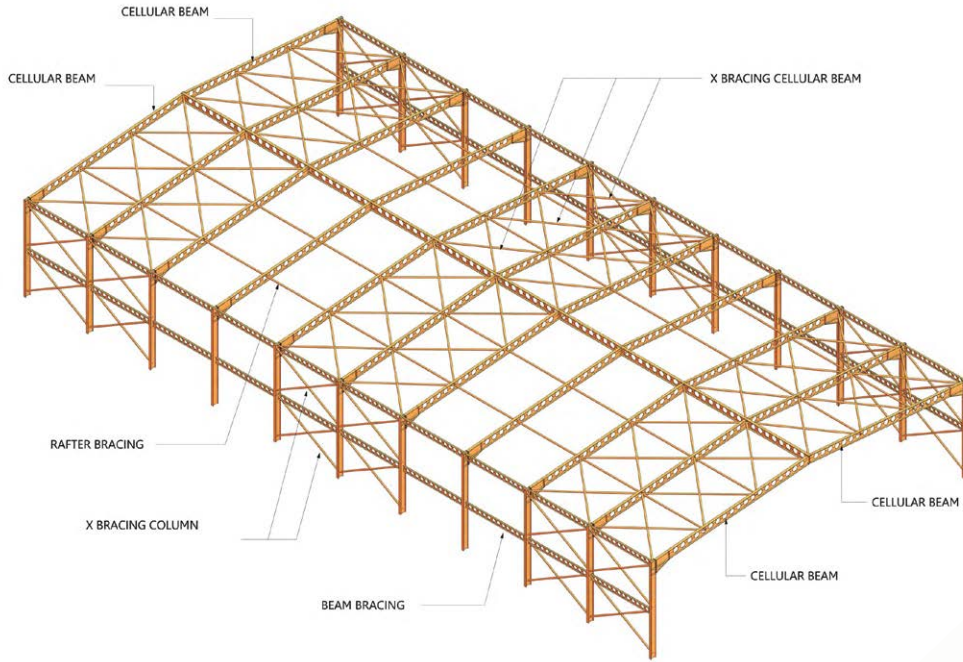 CELLULAR BEAM
CELLULAR BEAM
X BRACING CELLULAR BEAM
RAFTER BRACING
X BRACING COLUMN
BEAM BRACING
CELLULAR BEAM
CELLULAR BEAM